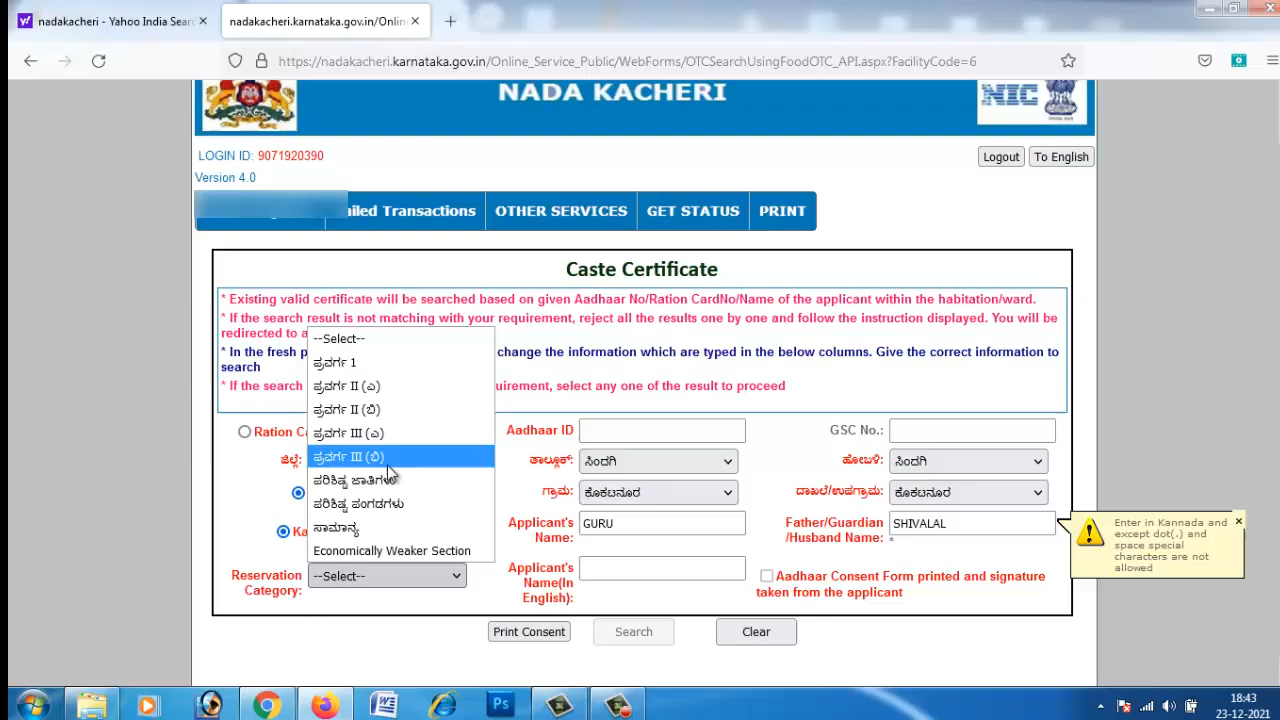 nadakacheri - Yahoo India Sear
nadakacheri.karnataka.gov.in/Onlin
https://nadakacheri.karnataka.gov.in/Online_Service_Public/WebForms/OTCSearchUsingFood/OTC_API.aspx?FacilityCode=6
NADA KACHERI
NIC
LOGIN ID: 9071920390
Logout
To English
Version 4.0
ailed Transactions
OTHER SERVICES
GET STATUS
PRINT
Caste Certificate
* Existing valid certificate will be searched based on given Aadhaar No/Ration CardNo/Name of the applicant within the habitation/ward.
* If the search result is not matching with your requirement, reject all the results one by one and follow the instruction displayed. You will be
redirected to a
* In the fresh p change the information which are typed in the below columns. Give the correct information to
search
* If the search irement, select any one of the result to proceed
--Select--
ಪ್ರವರ್ಗ 1
ಪ್ರವರ್ಗ II (ಎ)
ಪ್ರವರ್ಗ II (ಬಿ)
ಪ್ರವರ್ಗ III (ಎ)
ಪ್ರವರ್ಗ III (ಬಿ)
ಪರಿಶಿಷ್ಟ ಜಾತಿಗಳು
ಪರಿಶಿಷ್ಟ ಪಂಗಡಗಳು
ಸಾಮಾನ್ಯ
Economically Weaker Section
Ration Ca
Aadhaar ID
GSC No.:
ಜಿಲ್ಲೆ:
ತಾಲ್ಲೂಕ್:
ಸಿಂದಗಿ
ಹೋಬಳಿ:
ಸಿಂದಗಿ
ಗ್ರಾಮ:
ಕೊಕಟನೂರ
ದಾಖಲೆ/ಉಪಗ್ರಾಮ:
ಕೊಕಟನೂರ
Ka
Applicant's
Name:
GURU
Father/Guardian
/Husband Name:
SHIVALAL
*
Enter in Kannada and
except dot(.) and
space special
characters are not
allowed
Reservation
Category:
--Select--
Applicant's
Name(In
English):
Aadhaar Consent Form printed and signature
taken from the applicant
Print Consent
Search
Clear
Ps
18:43
23-12-2021